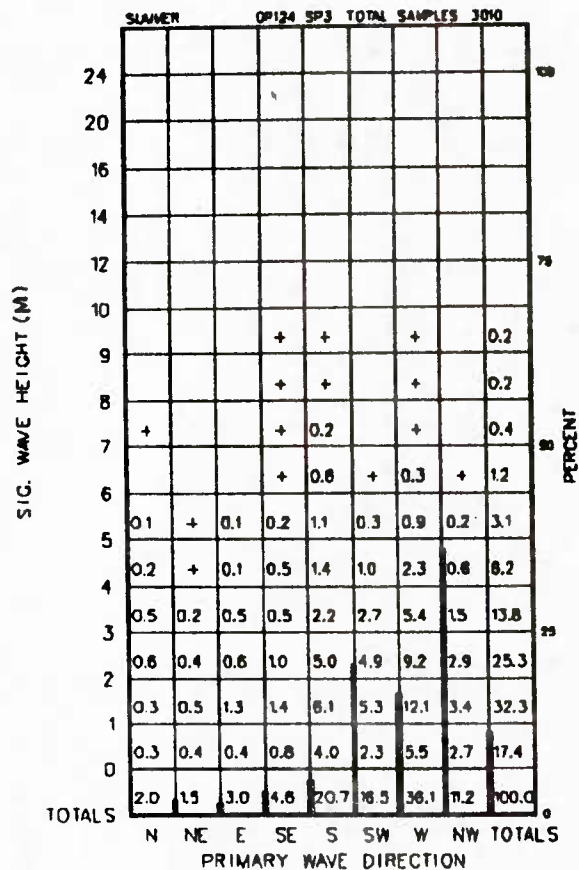 SUMMER OP124 SP3 TOTAL SAMPLES 3010
24 100
20
16
14
12 75
10
+ + + 0.2
9
+ + + 0.2
8
+ + 0.2 + 0.4
7 50
+ 0.6 + 0.3 + 1.2
6
0.1 + 0.1 0.2 1.1 0.3 0.9 0.2 3.1
5
0.2 + 0.1 0.5 1.4 1.0 2.3 0.6 6.2
4
0.5 0.2 0.5 0.5 2.2 2.7 5.4 1.5 13.6
3 25
0.6 0.4 0.6 1.0 5.0 4.9 9.2 2.9 25.3
2
0.3 0.5 1.3 1.4 6.1 5.3 12.1 3.4 32.3
1
0.3 0.4 0.4 0.8 4.0 2.3 5.5 2.7 17.4
0
2.0 1.5 3.0 4.6 20.7 16.5 36.1 11.2 100.0
TOTALS 0
N NE E SE S SW W NW TOTALS
PRIMARY WAVE DIRECTION
SIG. WAVE HEIGHT (M)
PERCENT